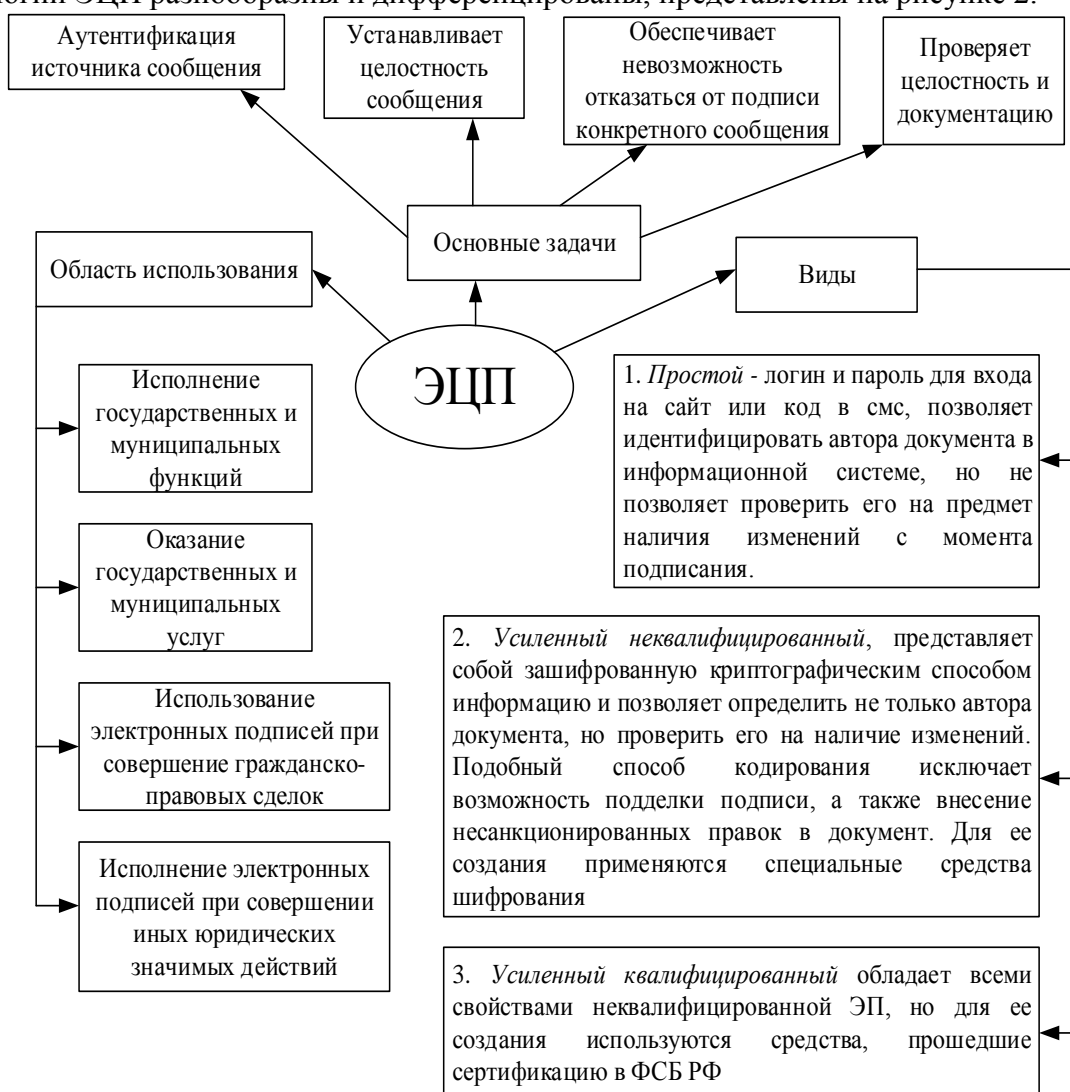 ЭЦП разнообразны и дифференцированы, представлены на рисунке 2.
Аутентификация
источника сообщения
Устанавливает
целостность
сообщения
Обеспечивает
невозможность
отказаться от подписи
конкретного сообщения
Проверяет
целостность и
документацию
Основные задачи
Область использования
Виды
ЭЦП
Исполнение
государственных и
муниципальных
функций
Оказание
государственных и
муниципальных
услуг
Использование
электронных подписей при
совершение гражданско-
правовых сделок
Исполнение электронных
подписей при совершении
иных юридических
значимых действий
1. Простой - логин и пароль для входа
на сайт или код в смс, позволяет
идентифицировать автора документа в
информационной системе, но не
позволяет проверить его на предмет
наличия изменений с момента
подписания.
2. Усиленный неквалифицированный, представляет
собой зашифрованную криптографическим способом
информацию и позволяет определить не только автора
документа, но проверить его на наличие изменений.
Подобный способ кодирования исключает
возможность подделки подписи, а также внесение
несанкционированных правок в документ. Для ее
создания применяются специальные средства
шифрования
3. Усиленный квалифицированный обладает всеми
свойствами неквалифицированной ЭП, но для ее
создания используются средства, прошедшие
сертификацию в ФСБ РФ